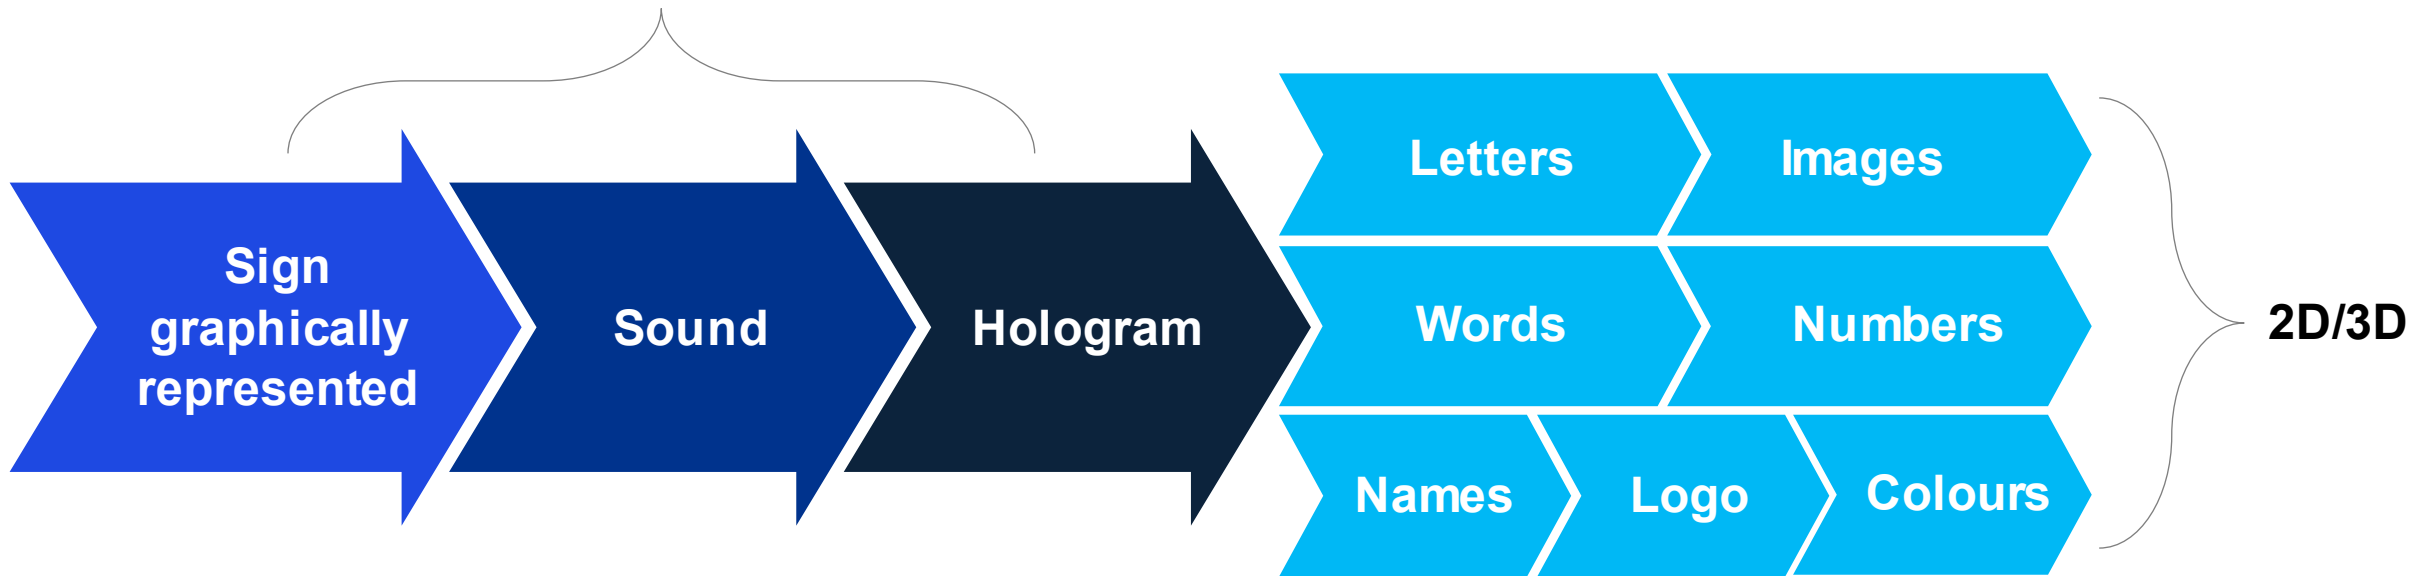 Sign
graphically
represented
Sound
Hologram
Letters
Images
Words
Numbers
Names
Logo
Colours
2D/3D